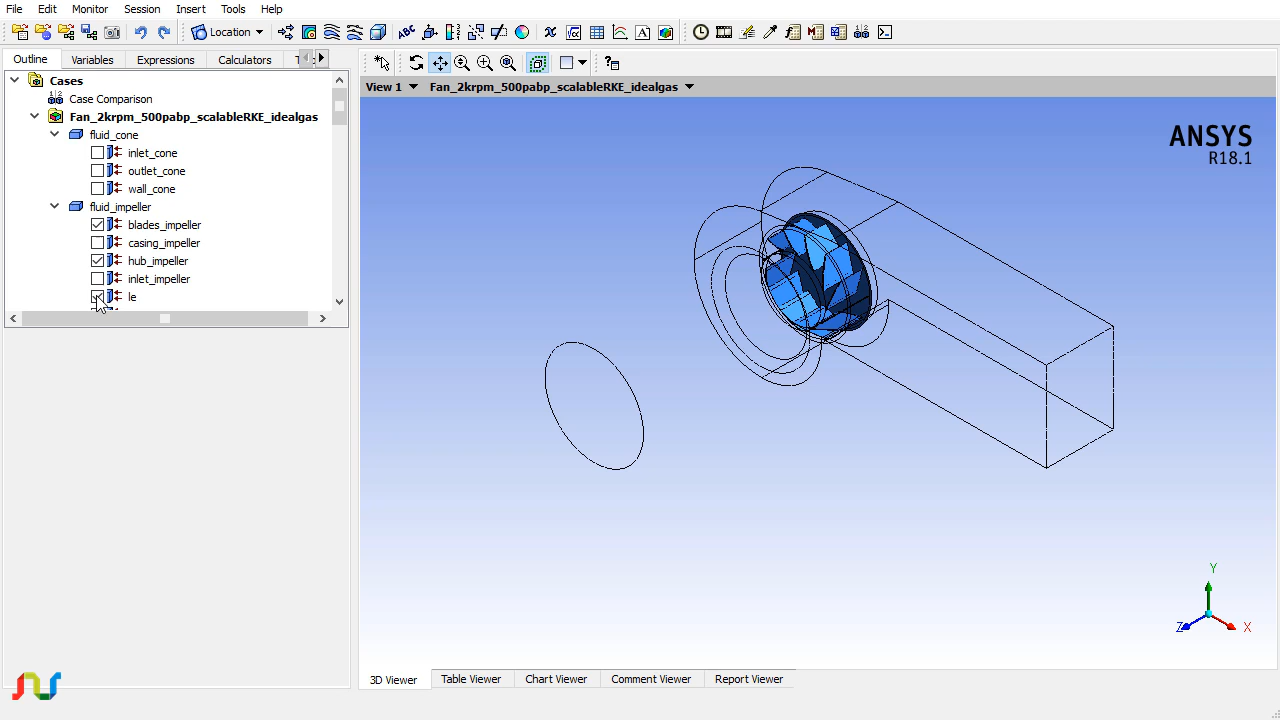 File Edit Monitor Session Insert Tools Help
Location
Outline Variables Expressions Calculators
Cases
Case Comparison
Fan_2krpm_500pabp_scalableRKE_idealgas
fluid_cone
inlet_cone
outlet_cone
wall_cone
fluid_impeller
blades_impeller
casing_impeller
hub_impeller
inlet_impeller
le
View 1 Fan_2krpm_500pabp_scalableRKE_idealgas
ANSYS
R18.1
Y
Z X
3D Viewer Table Viewer Chart Viewer Comment Viewer Report Viewer